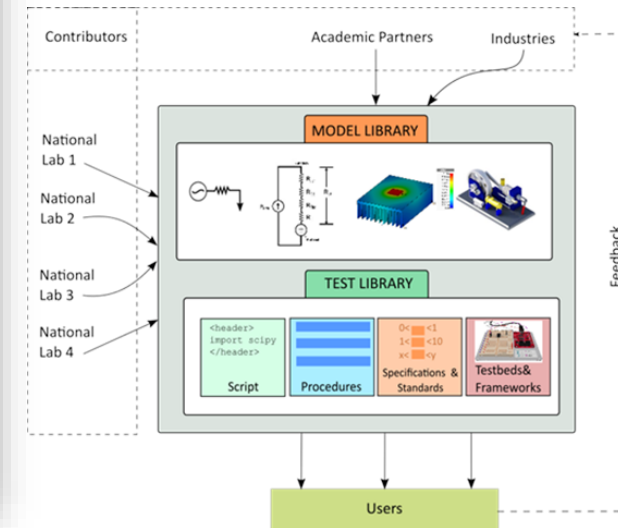 Contributors
Academic Partners
Industries
MODEL LIBRARY
National
Lab 1
National
Lab 2
National
Lab 3
National
Lab 4
Feedback
TEST LIBRARY
<header>
import scipy
</header>
Script
Procedures
0< <1
1< <10
x< <y
Specifications &
Standards
Testbeds&
Frameworks
Users